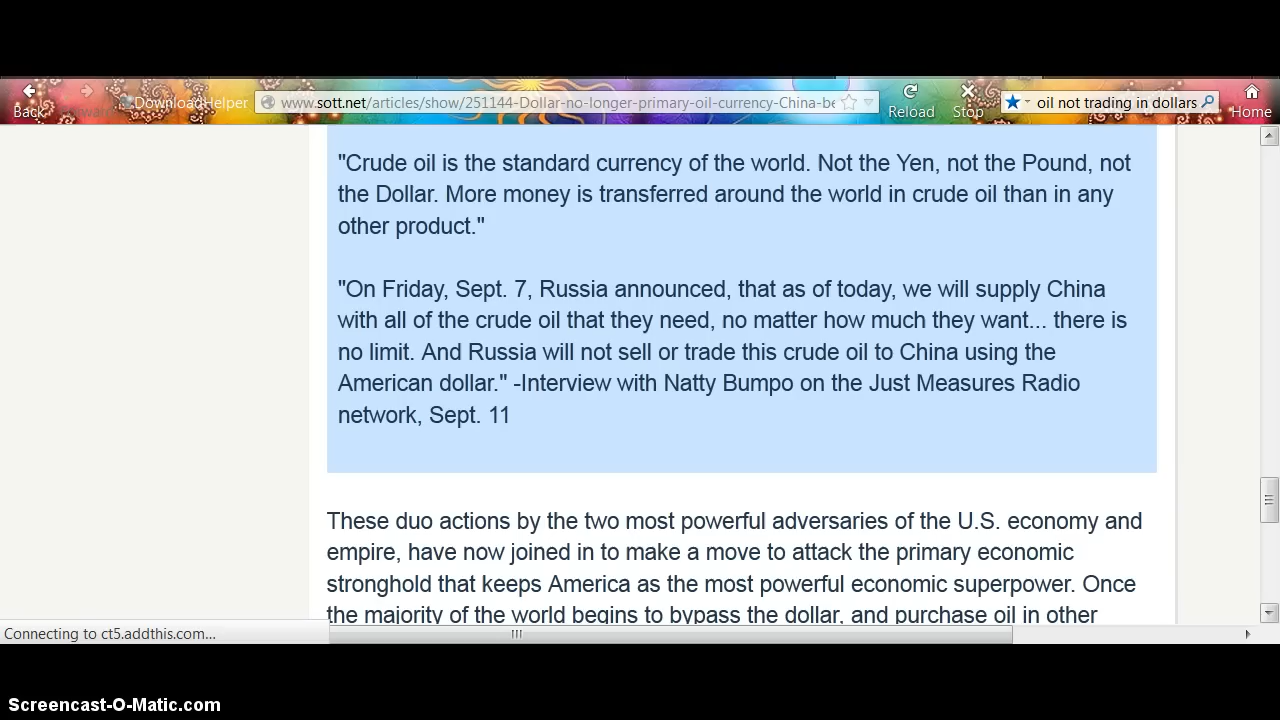 Back
DownloadHelper
www.sott.net/articles/show/251144-Dollar-no-longer-primary-oil-currency-China-be
Reload
Stop
oil not trading in dollars
Home
"Crude oil is the standard currency of the world. Not the Yen, not the Pound, not
the Dollar. More money is transferred around the world in crude oil than in any
other product."
"On Friday, Sept. 7, Russia announced, that as of today, we will supply China
with all of the crude oil that they need, no matter how much they want... there is
no limit. And Russia will not sell or trade this crude oil to China using the
American dollar." -Interview with Natty Bumpo on the Just Measures Radio
network, Sept. 11
These duo actions by the two most powerful adversaries of the U.S. economy and
empire, have now joined in to make a move to attack the primary economic
stronghold that keeps America as the most powerful economic superpower. Once
the majority of the world begins to bypass the dollar, and purchase oil in other
Connecting to ct5.addthis.com...
Screencast-O-Matic.com